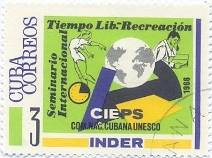 CUBA CORREOS
Seminario
Internacional
Tiempo Lib.-Recreación
1966
CIEPS
COM. NAC. CUBANA UNESCO
3
INDER